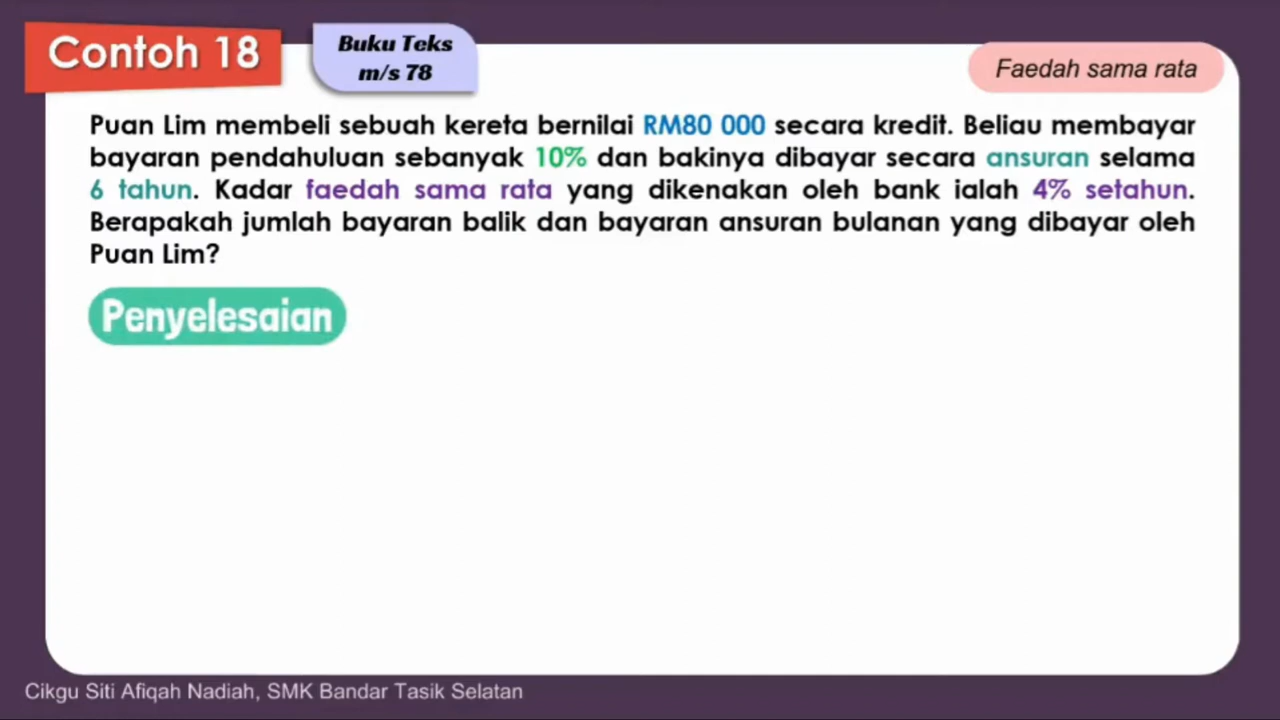 Contoh 18
Buku Teks
m/s 78
Faedah sama rata
Puan Lim membeli sebuah kereta bernilai RM80 000 secara kredit. Beliau membayar
bayaran pendahuluan sebanyak 10% dan bakinya dibayar secara ansuran selama
6 tahun. Kadar faedah sama rata yang dikenakan oleh bank ialah 4% setahun.
Berapakah jumlah bayaran balik dan bayaran ansuran bulanan yang dibayar oleh
Puan Lim?
Penyelesaian
Cikgu Siti Afiqah Nadiah, SMK Bandar Tasik Selatan